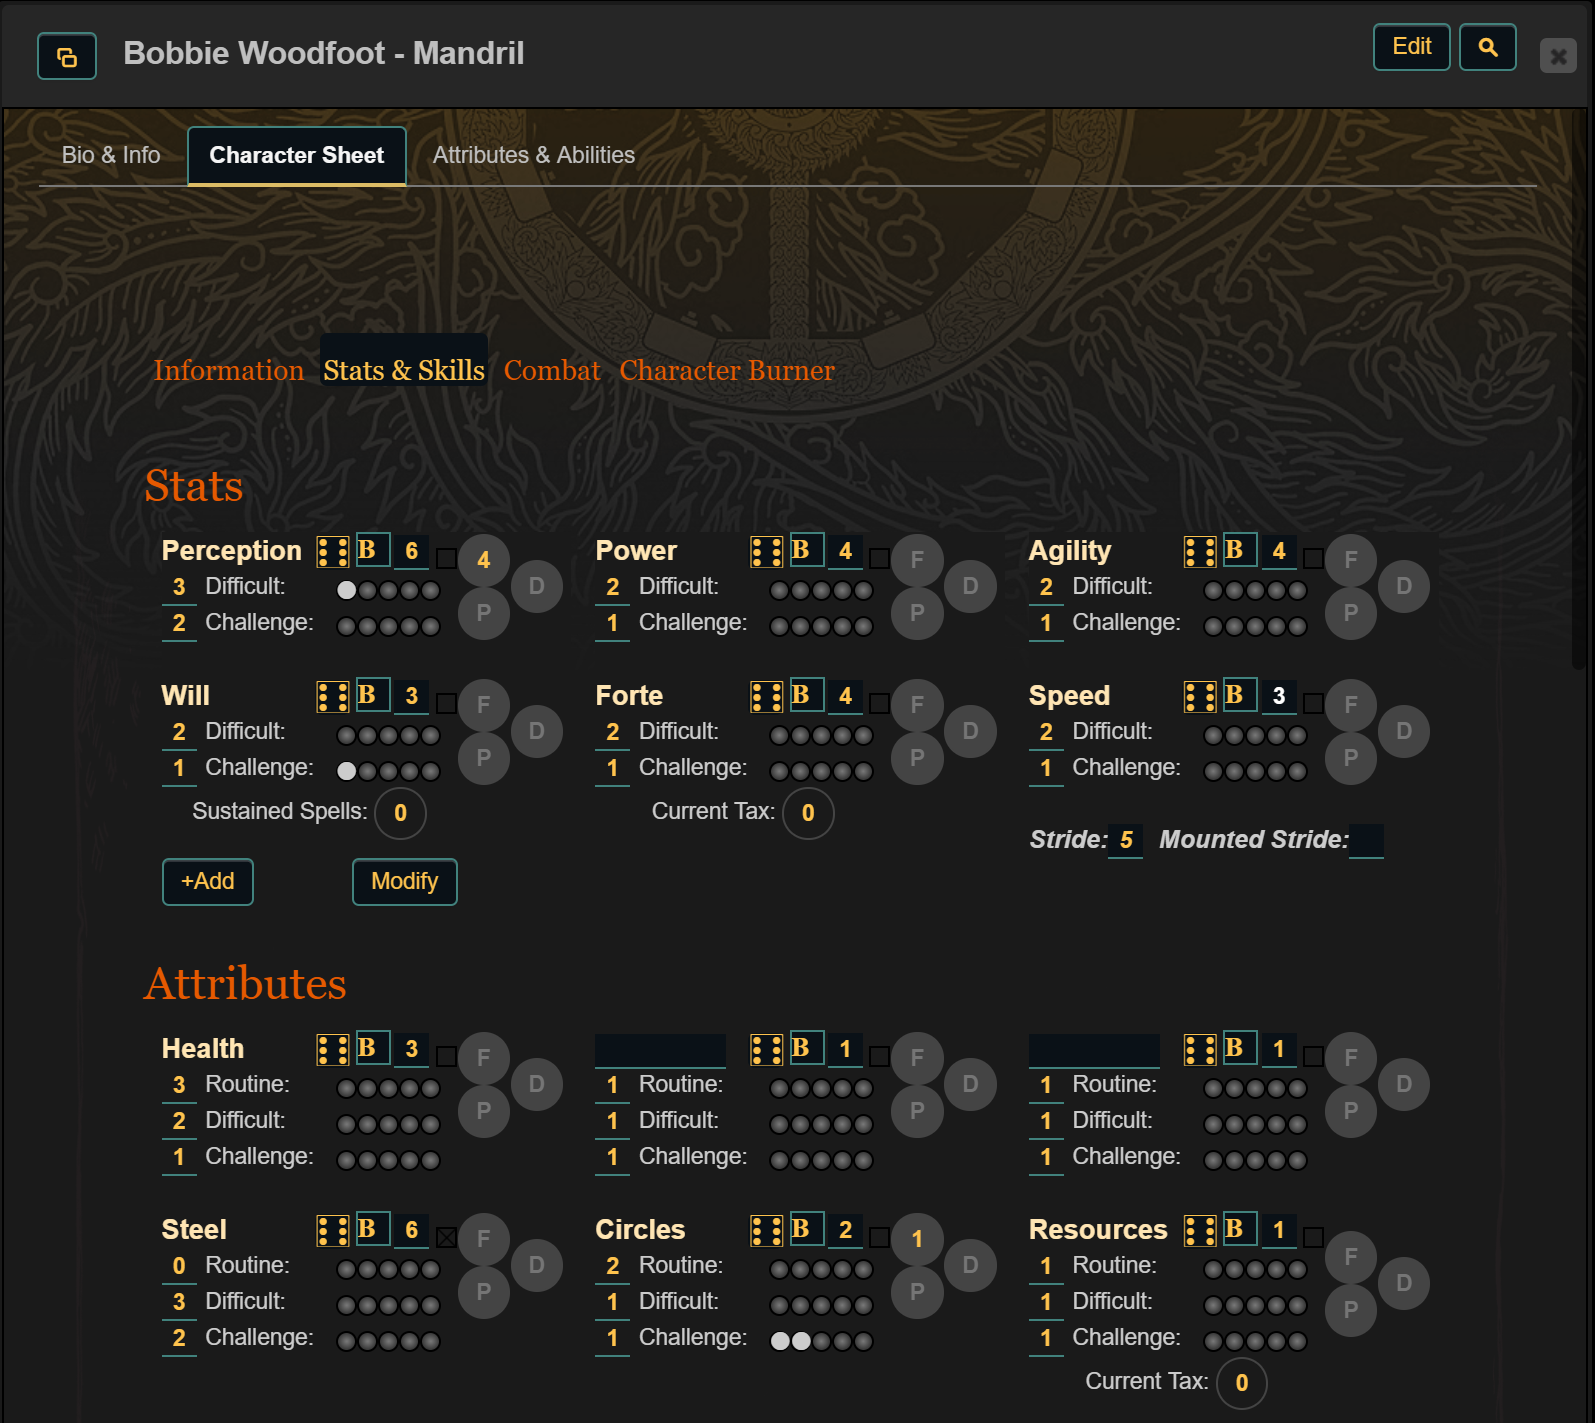 Bobbie Woodfoot - Mandril
Edit
Bio & Info Character Sheet Attributes & Abilities
Information Stats & Skills Combat Character Burner
Stats
Perception B 6 4
3 Difficult: D
2 Challenge: P
Power B 4 F
2 Difficult: D
1 Challenge: P
Agility B 4 F
2 Difficult: D
1 Challenge: P
Will B 3 F
2 Difficult: D
1 Challenge: P
Sustained Spells: 0
Forte B 4 F
2 Difficult: D
1 Challenge: P
Current Tax: 0
Speed B 3 F
2 Difficult: D
1 Challenge: P
Stride: 5 Mounted Stride:
+Add Modify
Attributes
Health B 3 F
3 Routine: D
2 Difficult: P
1 Challenge:
B 1 F
1 Routine: D
1 Difficult: P
1 Challenge:
B 1 F
1 Routine: D
1 Difficult: P
1 Challenge:
Steel B 6 F
0 Routine: D
3 Difficult: P
2 Challenge:
Circles B 2 1
2 Routine: D
1 Difficult: P
1 Challenge:
Resources B 1 F
1 Routine: D
1 Difficult: P
1 Challenge:
Current Tax: 0